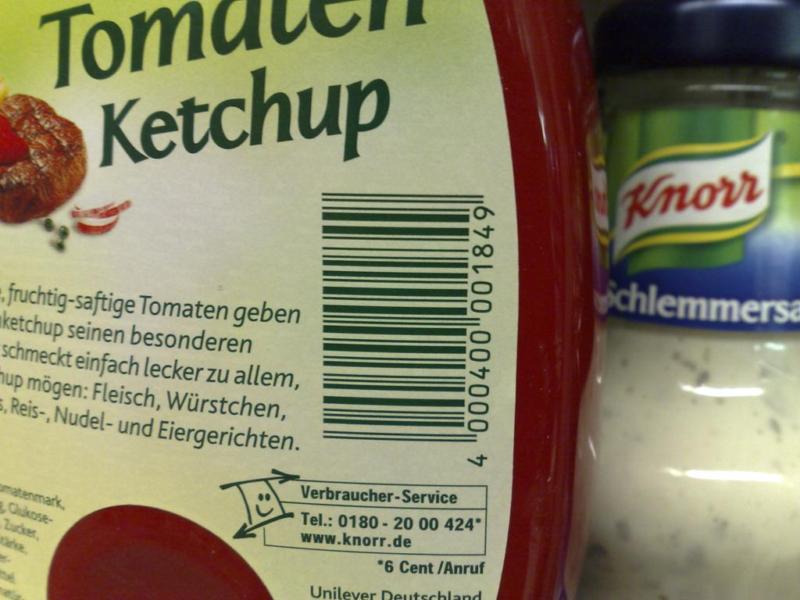 Tomaten
Ketchup
fruchtig-saftige Tomaten geben
ketchup seinen besonderen
schmeckt einfach lecker zu allem,
mögen: Fleisch, Würstchen,
Reis-, Nudel- und Eiergerichten.
4 000400 001849
Verbraucher-Service
Tel.: 0180 - 20 00 424*
www.knorr.de
*6 Cent /Anruf
Unilever Deutschland
Glukose-
Zucker,
Knorr
Schlemmersa